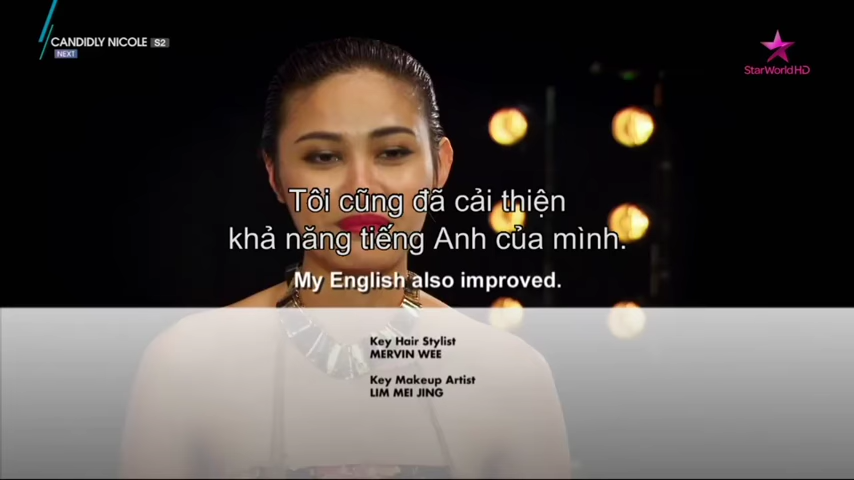 CANDIDLY NICOLE S2
NEXT
StarWorldHD
Tôi cũng đã cải thiện
khả năng tiếng Anh của mình.
My English also improved.
Key Hair Stylist
MERVIN WEE
Key Makeup Artist
LIM MEI JING